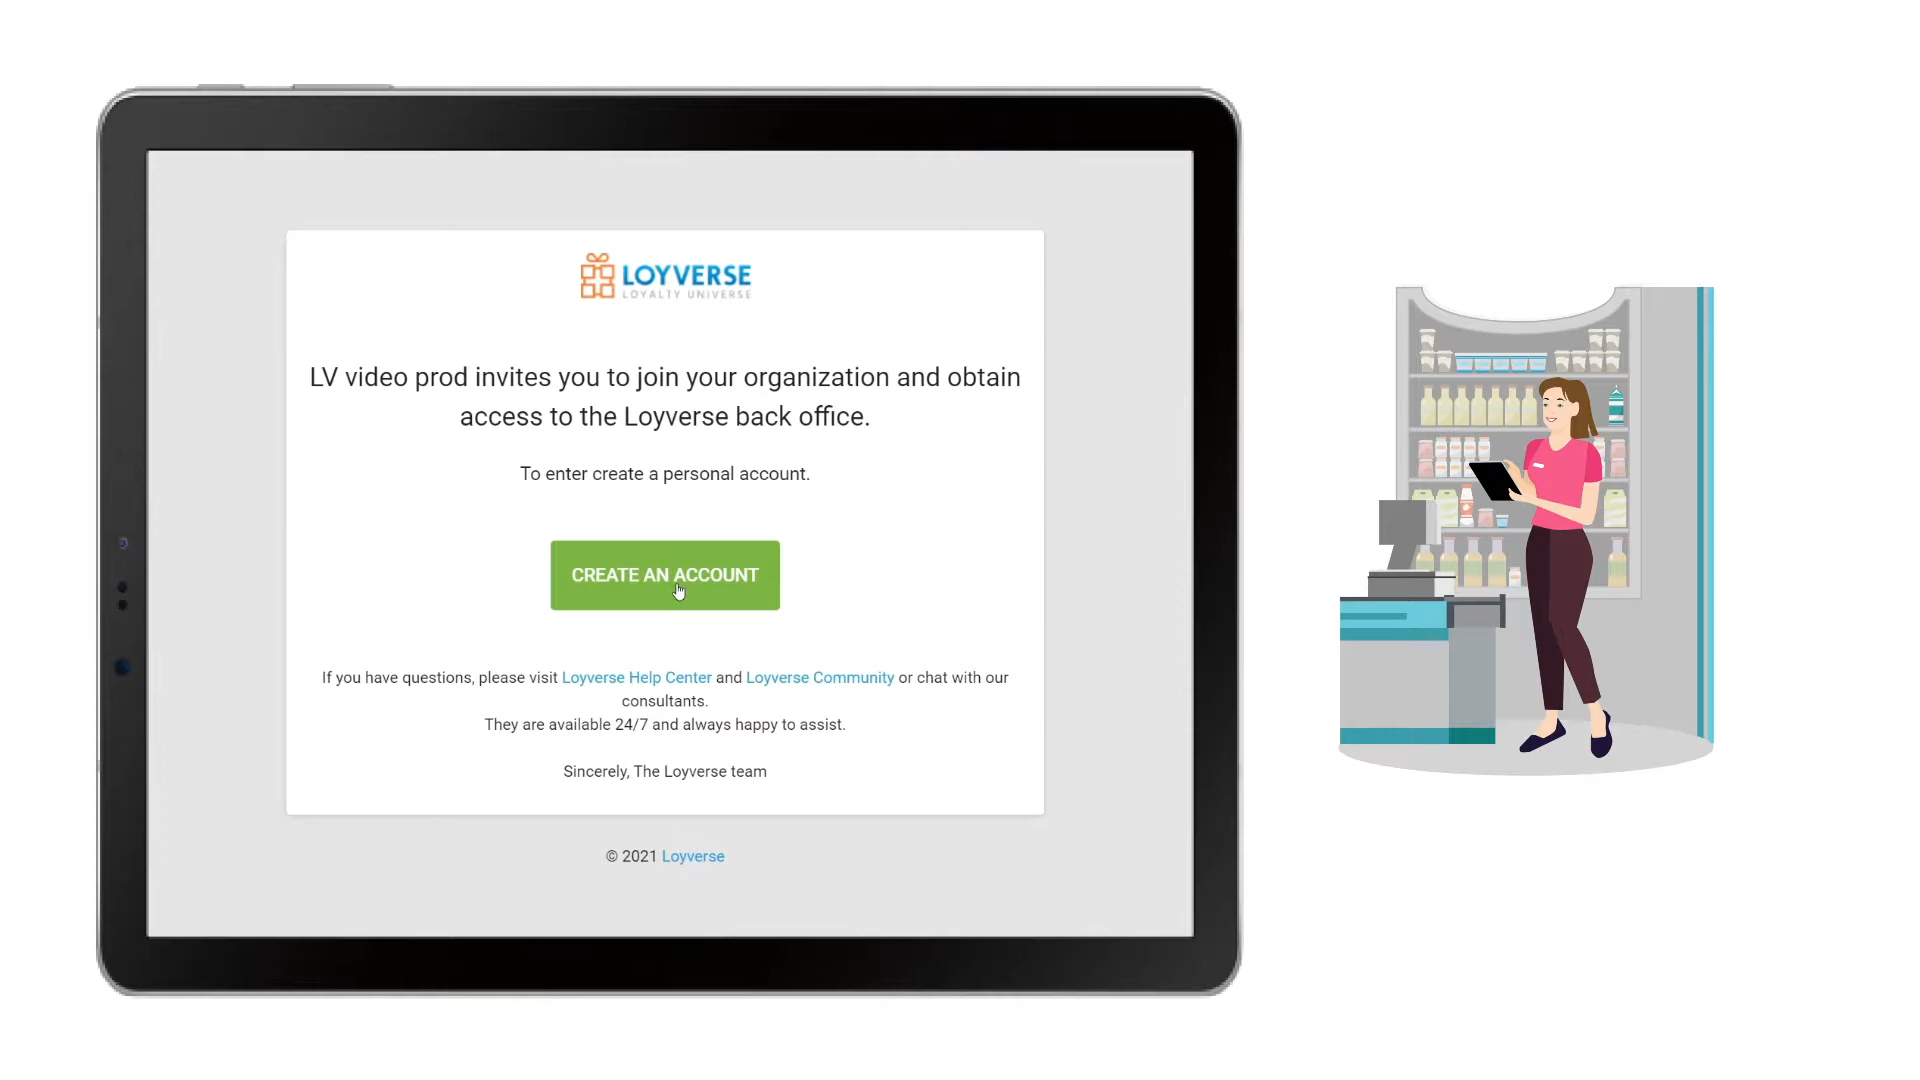 LOYVERSE
LOYALTY UNIVERSE
LV video prod invites you to join your organization and obtain
access to the Loyverse back office.
To enter create a personal account.
CREATE AN ACCOUNT
If you have questions, please visit Loyverse Help Center and Loyverse Community or chat with our
consultants.
They are available 24/7 and always happy to assist.
Sincerely, The Loyverse team
© 2021 Loyverse